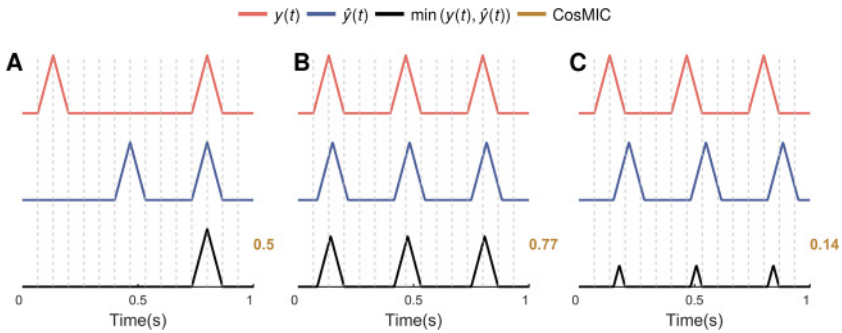 y(t) ŷ(t) min (y(t), ŷ(t)) CosMIC
A B C
0.5 0.77 0.14
0 0.5 1 0 0.5 1 0 0.5 1
Time(s) Time(s) Time(s)